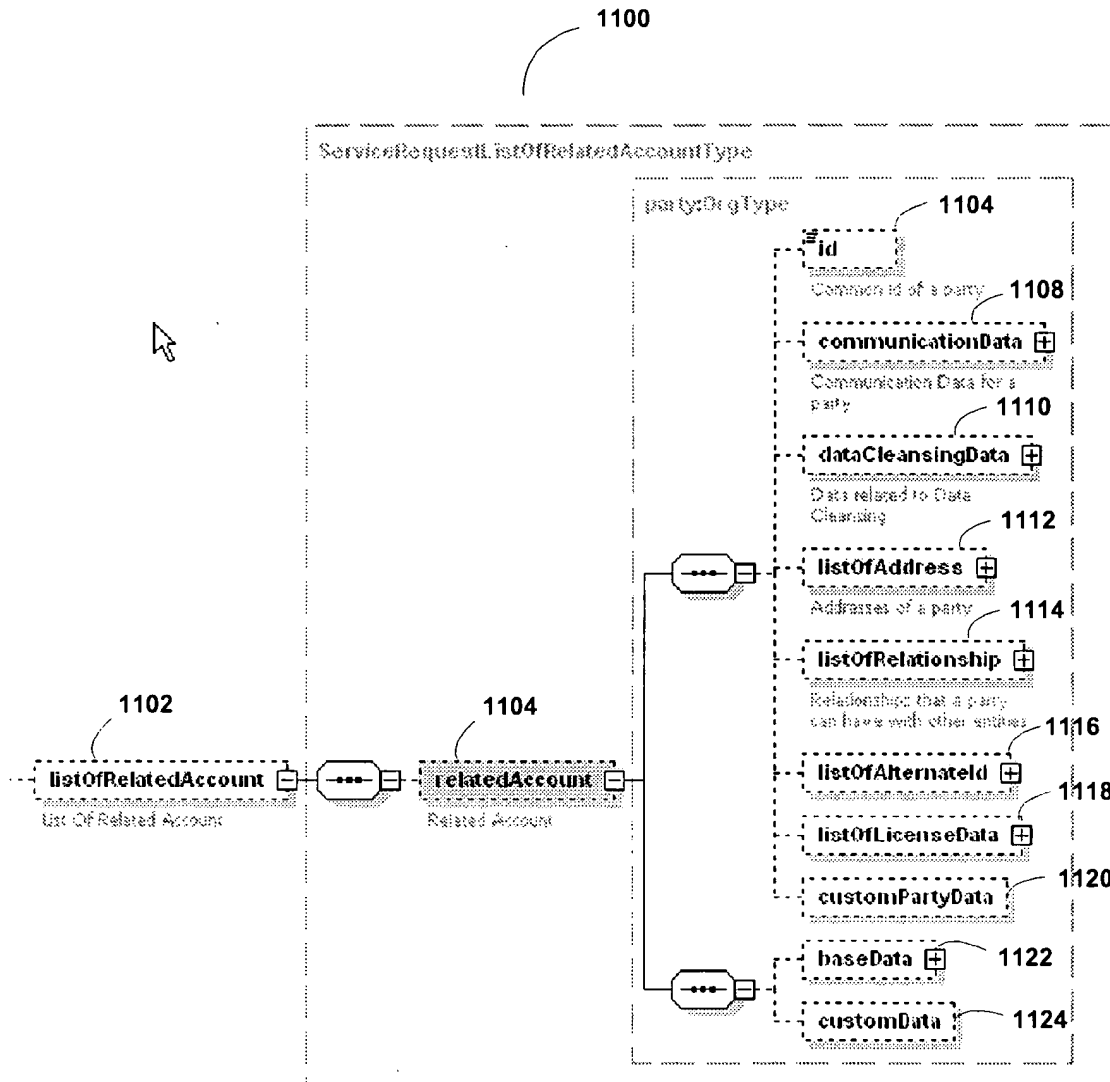 1100
ServiceRequestListOfRelatedAccountType
party:OrgType
1104
id
Common id of a party
1108
communicationData
Communication Data for a
party
1110
dataCleansingData
Data related to Data
Cleansing
1112
listOfAddress
Addresses of a party
1114
listOfRelationship
Relationships that a party
can have with other entities
1102
listOfRelatedAccount
List Of Related Account
1104
relatedAccount
Related Account
1116
listOfAlternateId
1118
listOfLicenseData
1120
customPartyData
1122
baseData
1124
customData